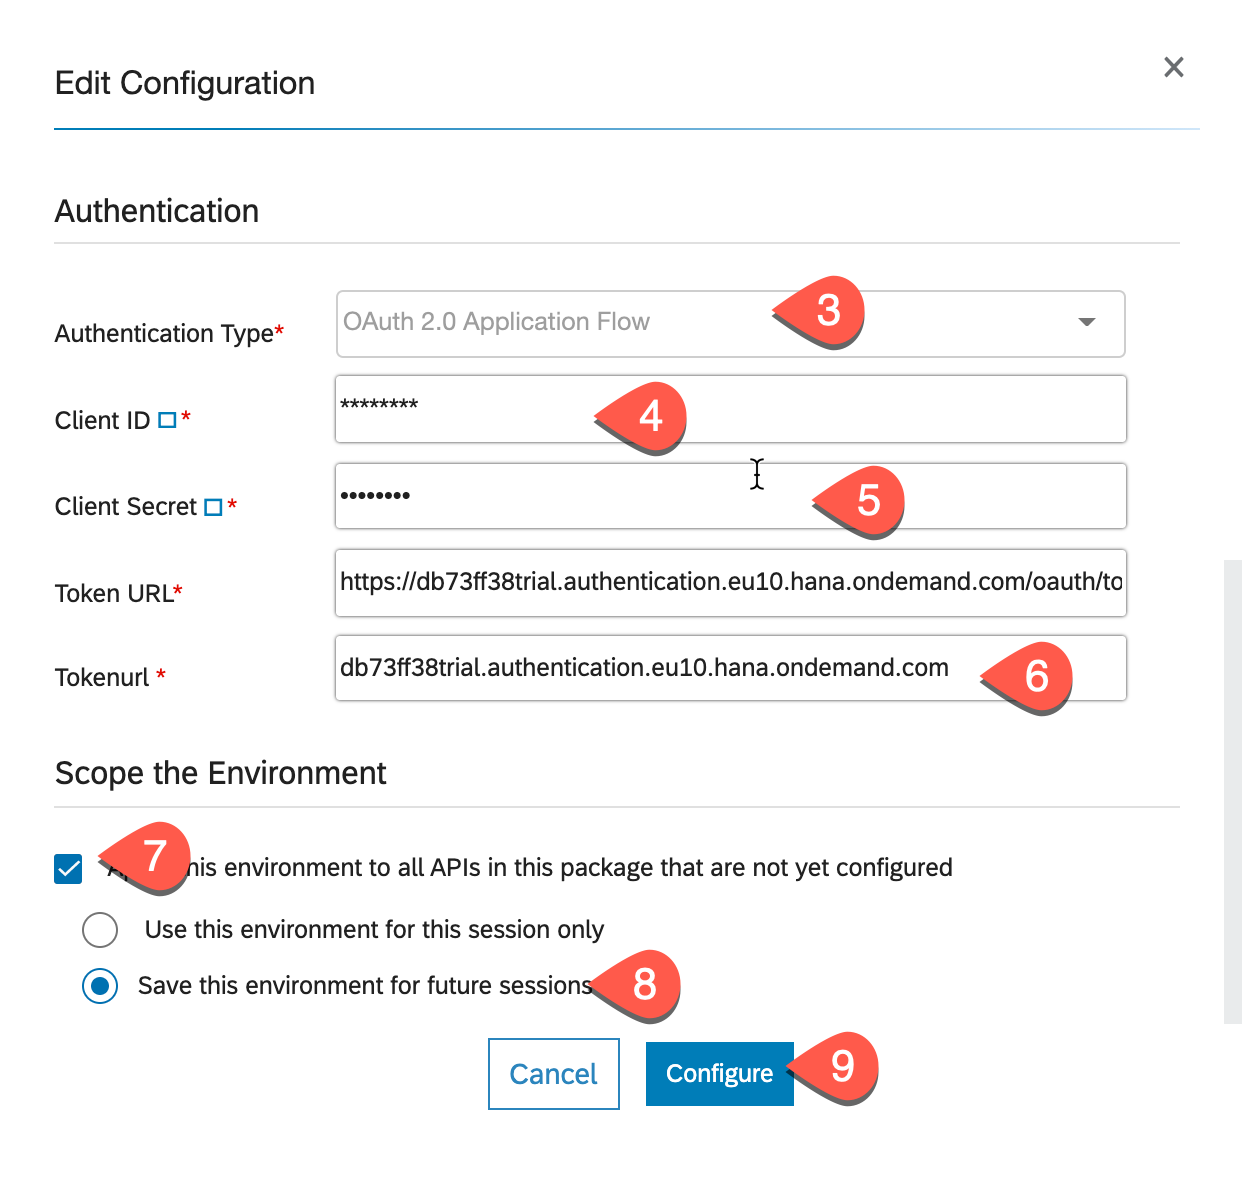 Edit Configuration
Authentication
Authentication Type*
OAuth 2.0 Application Flow
3
Client ID *
********
4
Client Secret *
••••••••
5
Token URL*
https://db73ff38trial.authentication.eu10.hana.ondemand.com/oauth/to
Tokenurl *
db73ff38trial.authentication.eu10.hana.ondemand.com
6
Scope the Environment
7
environment to all APIs in this package that are not yet configured
Use this environment for this session only
Save this environment for future sessions
8
Cancel
Configure
9